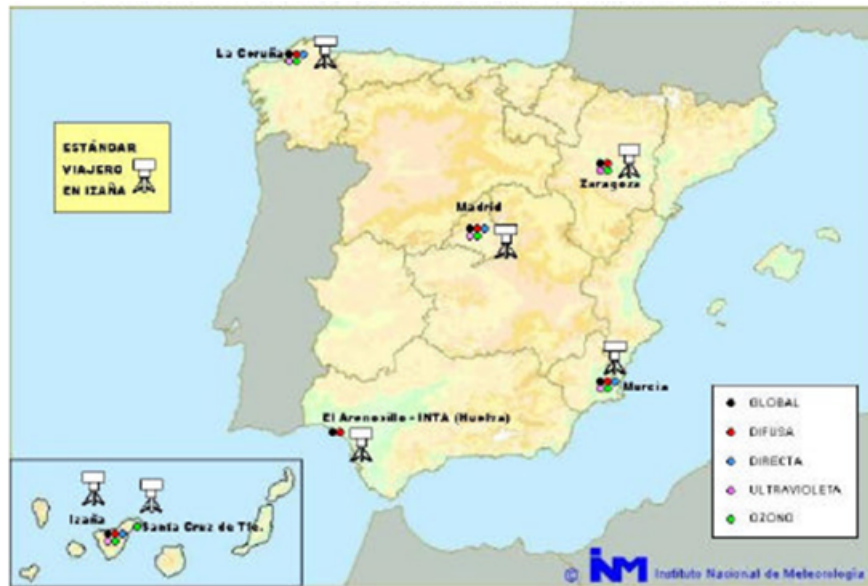 La Coruña
ESTÁNDAR
VIAJERO
EN IZAÑA
Zaragoza
Madrid
Murcia
El Arenosillo - INTA (Huelva)
GLOBAL
DIFUSA
DIRECTA
ULTRAVIOLETA
OZONO
Izaña
Santa Cruz de Tfe.
© INM Instituto Nacional de Meteorología